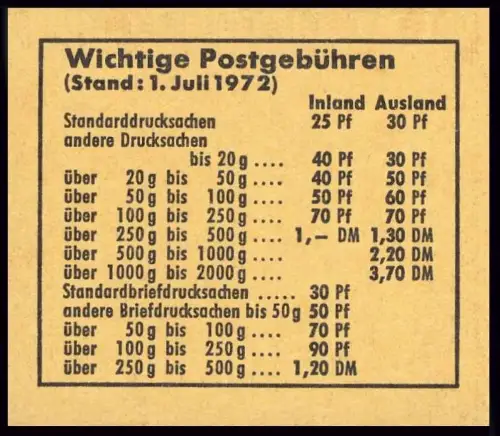 Wichtige Postgebühren
(Stand: 1. Juli 1972)
Inland Ausland
Standarddrucksachen 25 Pf 30 Pf
andere Drucksachen
bis 20 g .... 40 Pf 30 Pf
über 20 g bis 50 g .... 40 Pf 50 Pf
über 50 g bis 100 g .... 50 Pf 60 Pf
über 100 g bis 250 g .... 70 Pf 70 Pf
über 250 g bis 500 g .... 1,– DM 1,30 DM
über 500 g bis 1000 g .... 2,20 DM
über 1000 g bis 2000 g .... 3,70 DM
Standardbriefdrucksachen ..... 30 Pf
andere Briefdrucksachen bis 50 g 50 Pf
über 50 g bis 100 g .... 70 Pf
über 100 g bis 250 g .... 90 Pf
über 250 g bis 500 g .... 1,20 DM